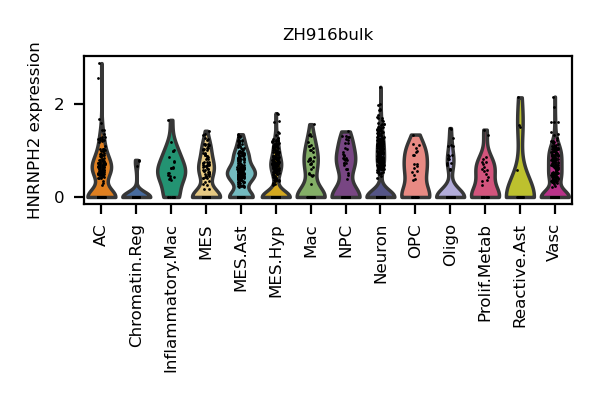 ZH916bulk
HNRNPH2 expression
2
0
AC
Chromatin.Reg
Inflammatory.Mac
MES
MES.Ast
MES.Hyp
Mac
NPC
Neuron
OPC
Oligo
Prolif.Metab
Reactive.Ast
Vasc